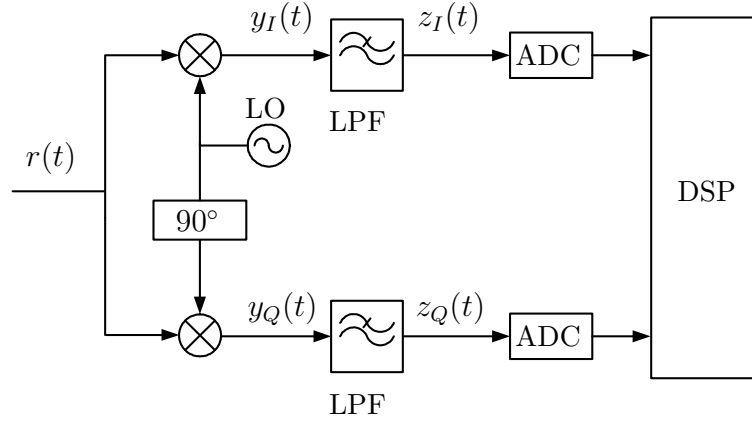 y_I(t)
z_I(t)
ADC
LO
LPF
r(t)
90°
DSP
y_Q(t)
z_Q(t)
ADC
LPF